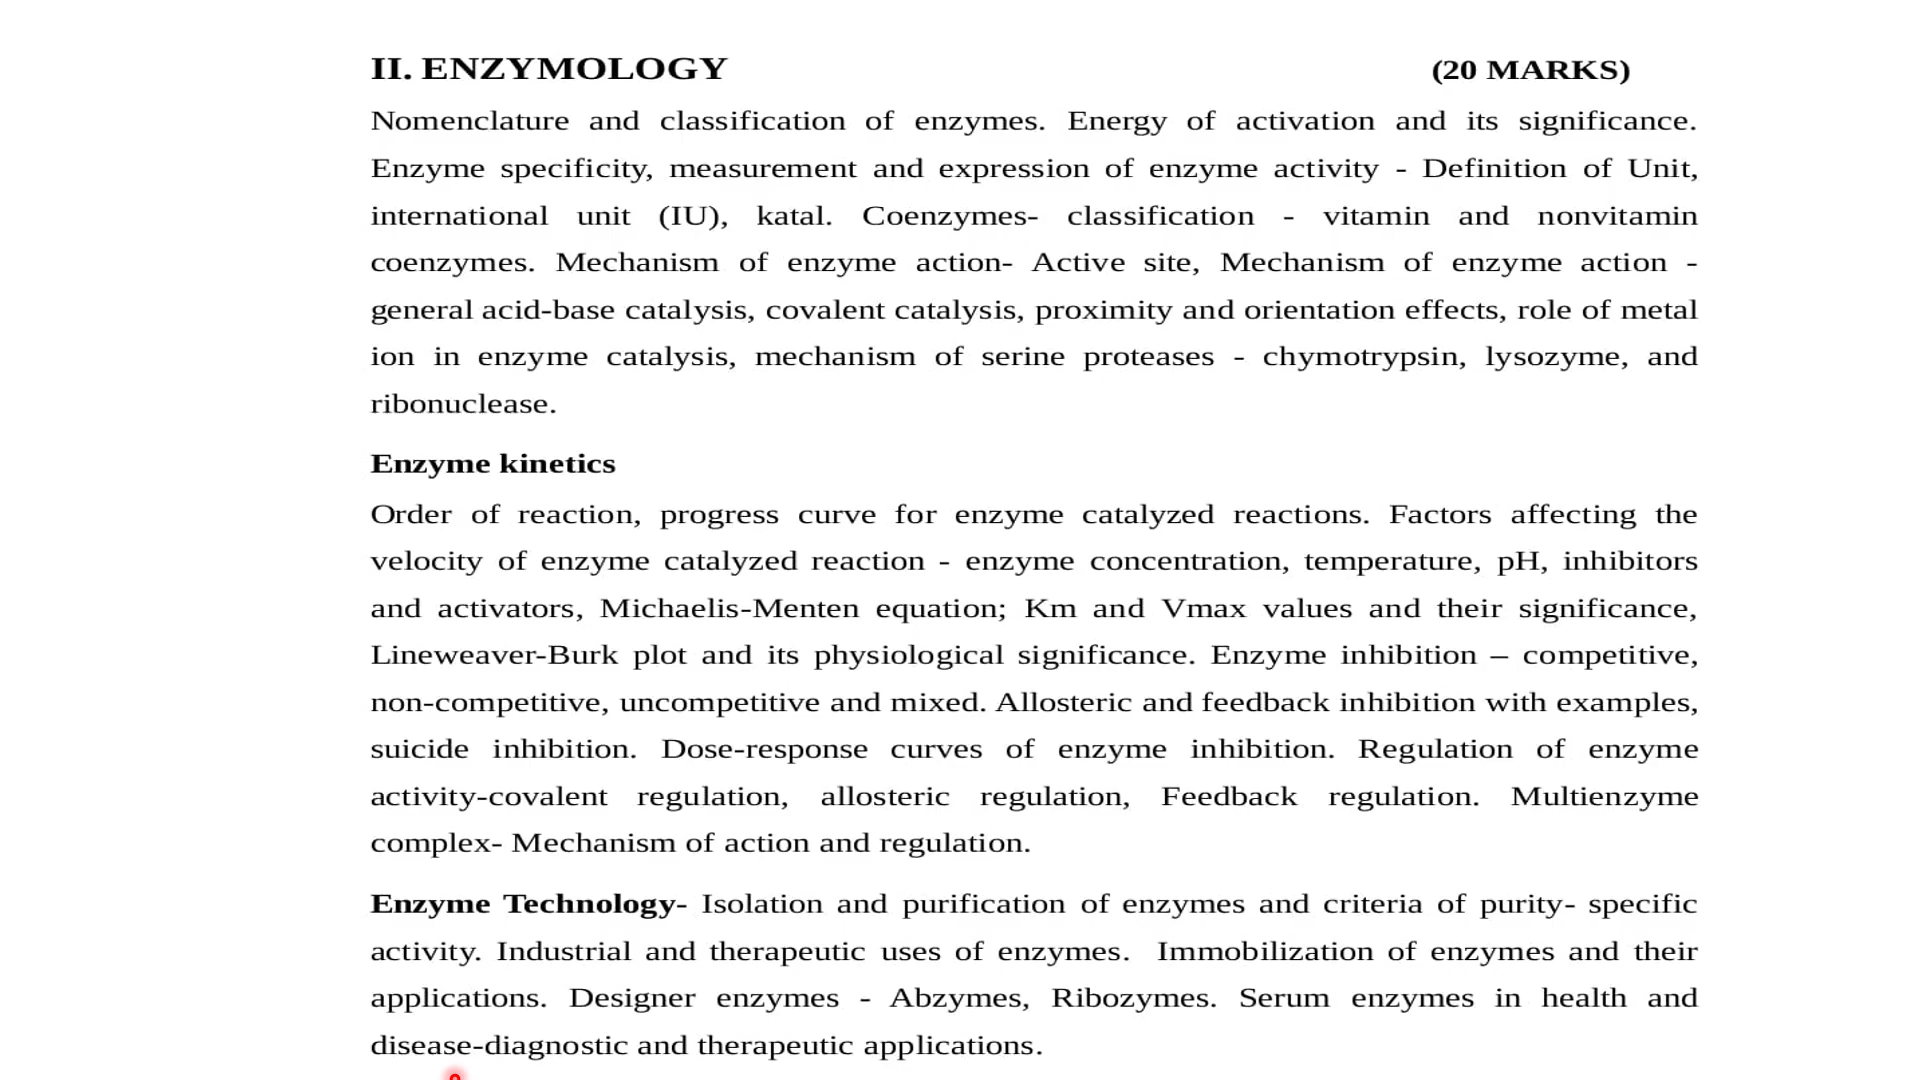 II. ENZYMOLOGY (20 MARKS)
Nomenclature and classification of enzymes. Energy of activation and its significance.
Enzyme specificity, measurement and expression of enzyme activity - Definition of Unit,
international unit (IU), katal. Coenzymes- classification - vitamin and nonvitamin
coenzymes. Mechanism of enzyme action- Active site, Mechanism of enzyme action -
general acid-base catalysis, covalent catalysis, proximity and orientation effects, role of metal
ion in enzyme catalysis, mechanism of serine proteases - chymotrypsin, lysozyme, and
ribonuclease.
Enzyme kinetics
Order of reaction, progress curve for enzyme catalyzed reactions. Factors affecting the
velocity of enzyme catalyzed reaction - enzyme concentration, temperature, pH, inhibitors
and activators, Michaelis-Menten equation; Km and Vmax values and their significance,
Lineweaver-Burk plot and its physiological significance. Enzyme inhibition – competitive,
non-competitive, uncompetitive and mixed. Allosteric and feedback inhibition with examples,
suicide inhibition. Dose-response curves of enzyme inhibition. Regulation of enzyme
activity-covalent regulation, allosteric regulation, Feedback regulation. Multienzyme
complex- Mechanism of action and regulation.
Enzyme Technology- Isolation and purification of enzymes and criteria of purity- specific
activity. Industrial and therapeutic uses of enzymes. Immobilization of enzymes and their
applications. Designer enzymes - Abzymes, Ribozymes. Serum enzymes in health and
disease-diagnostic and therapeutic applications.